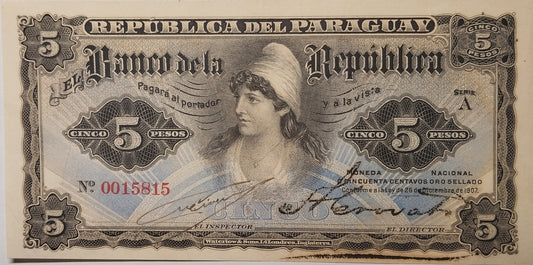 REPUBLICA DEL PARAGUAY
5
5
PESOS
EL Banco de la República
Pagará al portador y a la vista
SERIE
A
CINCO 5 PESOS
CINCO 5 PESOS
MONEDA NACIONAL
Ó CINCUENTA CENTAVOS ORO SELLADO
Conforme a la Ley de 26 de Diciembre de 1907.
Nº 0015815
CINCO
EL INSPECTOR
EL DIRECTOR
5
5
Waterlow & Sons. Ld Londres, Inglaterra.